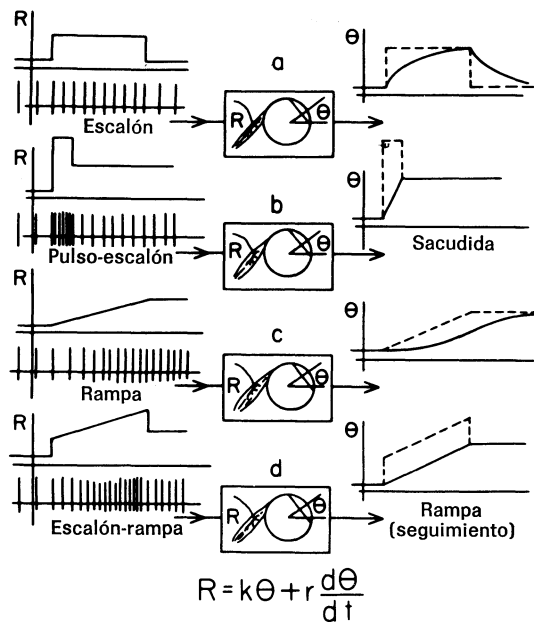 R
a
θ
Escalón
R
θ
R
b
θ
Pulso-escalón
R
θ
Sacudida
R
c
θ
Rampa
R
θ
R
d
θ
Escalón-rampa
R
θ
Rampa
(seguimiento)
R = kθ + r dθ/dt